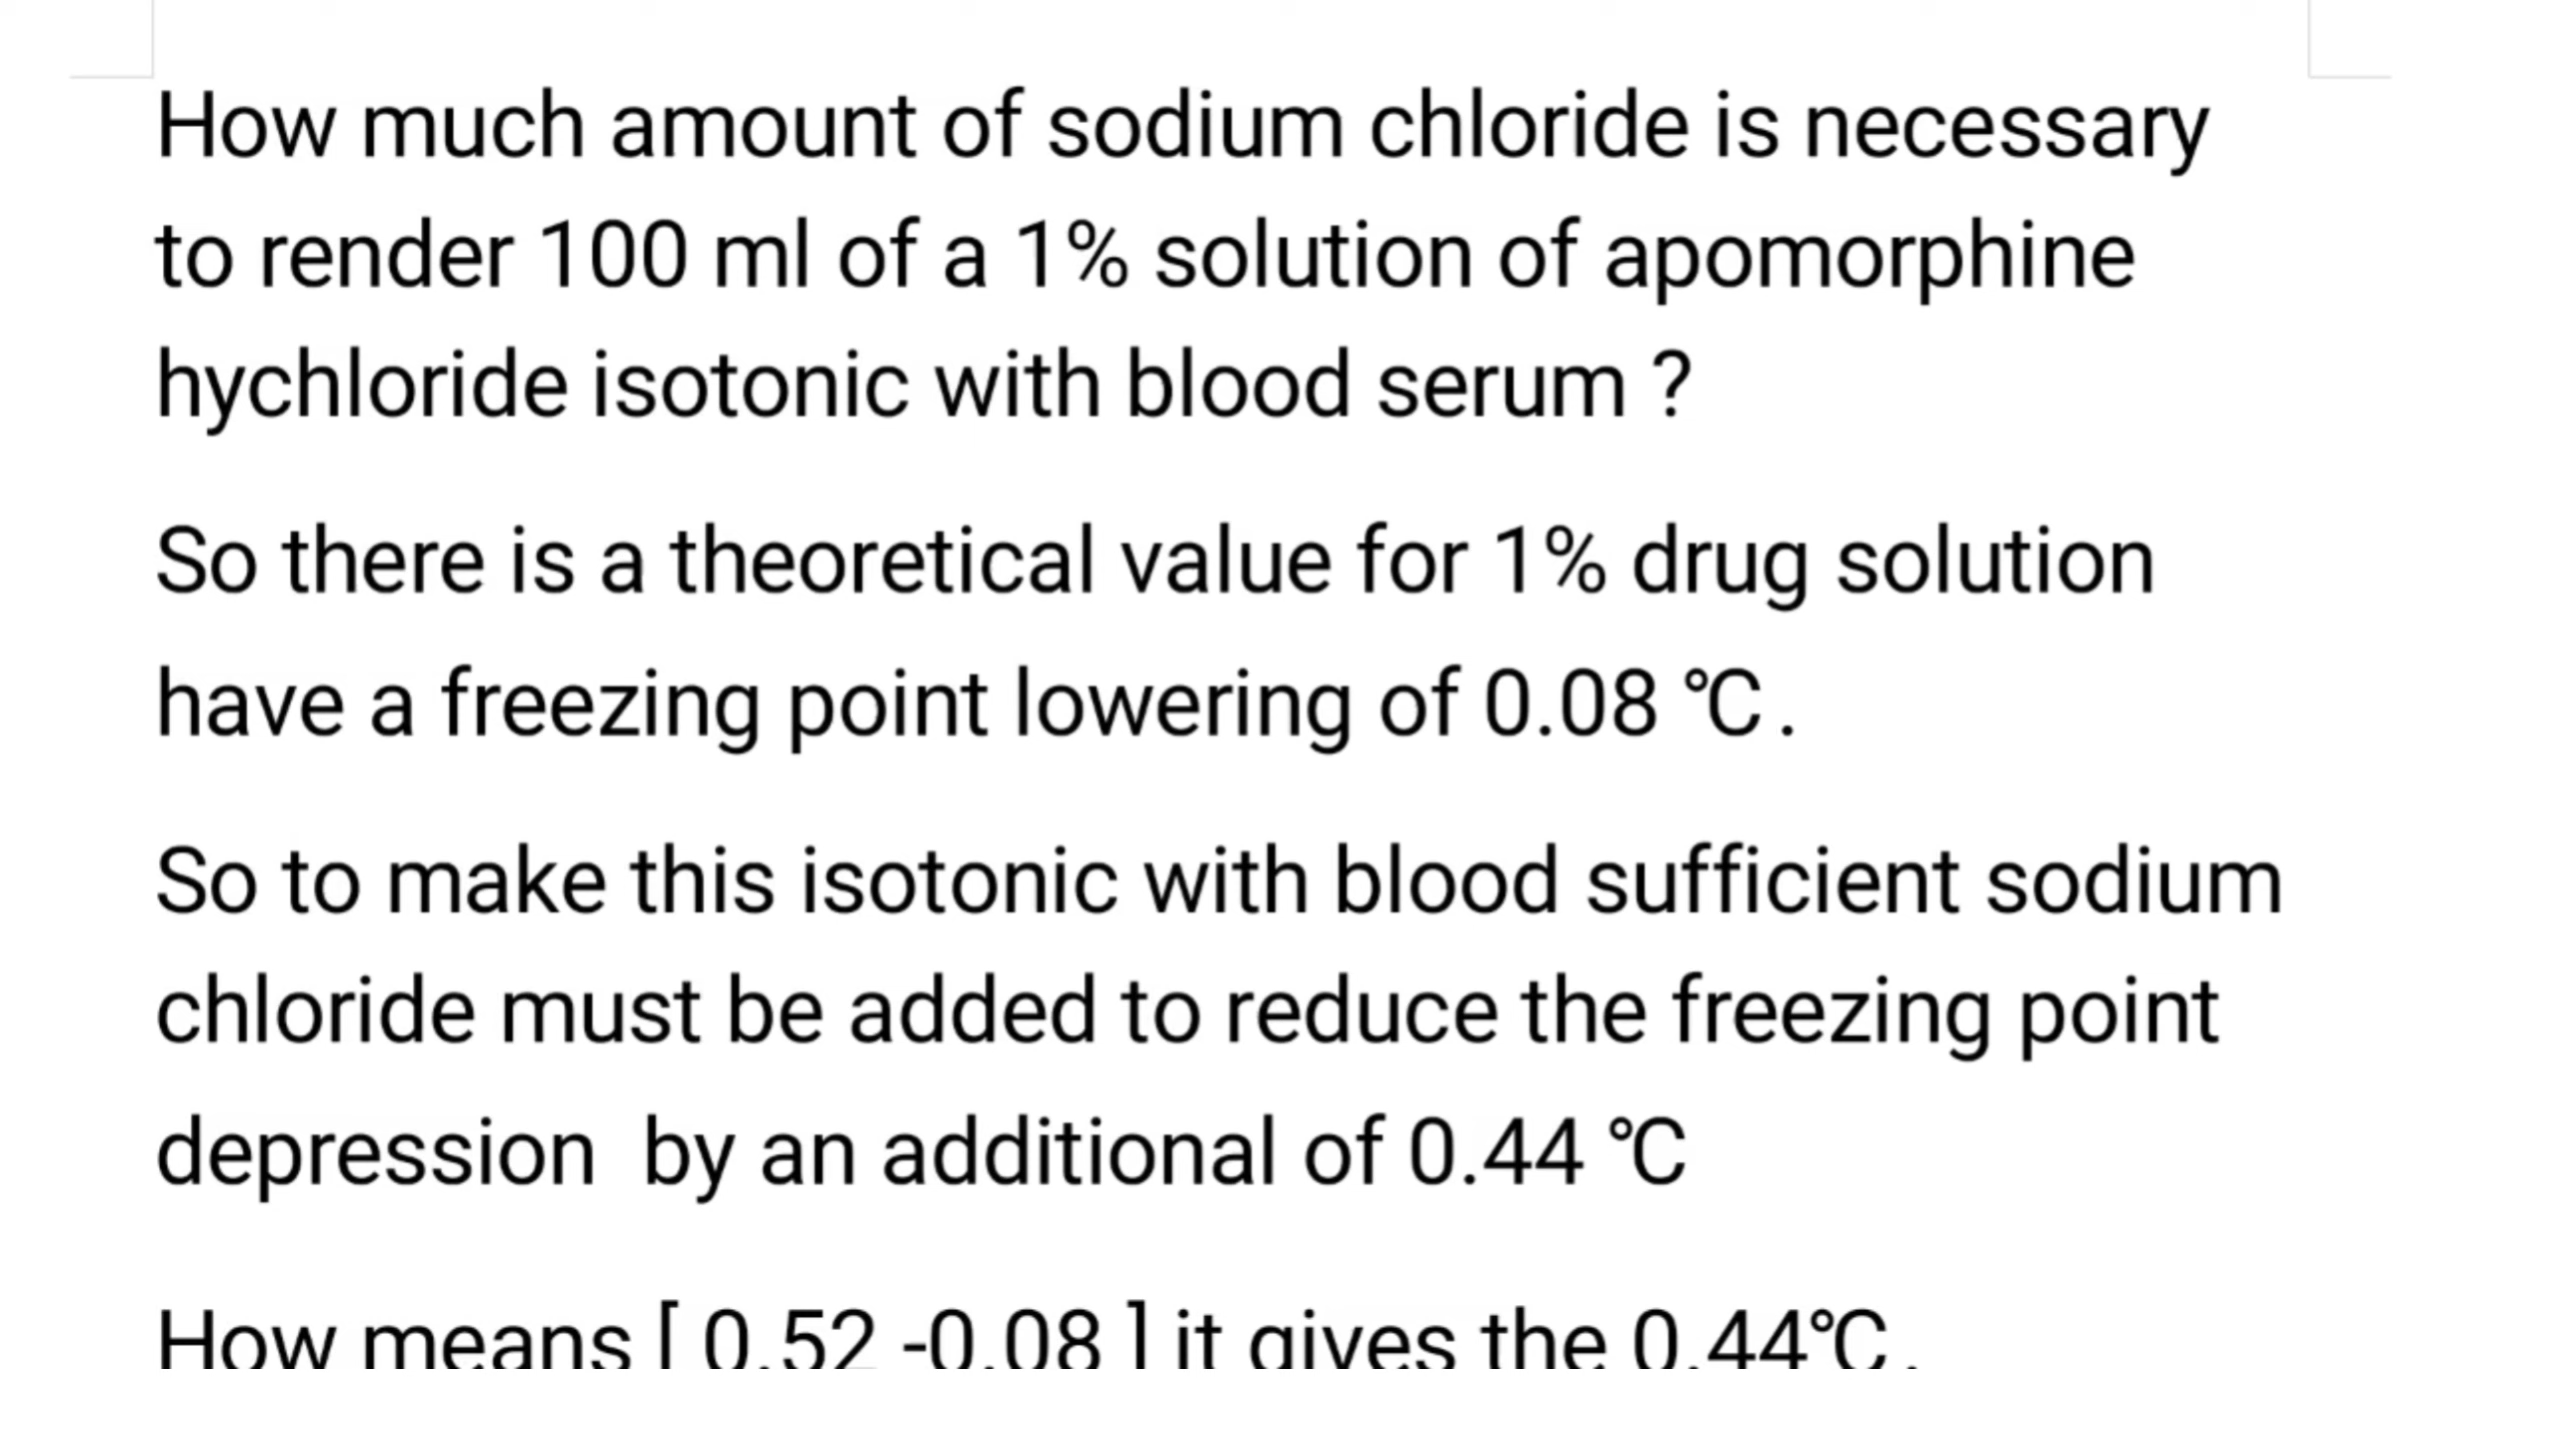 How much amount of sodium chloride is necessary
to render 100 ml of a 1% solution of apomorphine
hychloride isotonic with blood serum ?
So there is a theoretical value for 1% drug solution
have a freezing point lowering of 0.08 ℃ .
So to make this isotonic with blood sufficient sodium
chloride must be added to reduce the freezing point
depression  by an additional of 0.44 ℃
How means [ 0.52 -0.08 ] it gives the 0.44℃ .